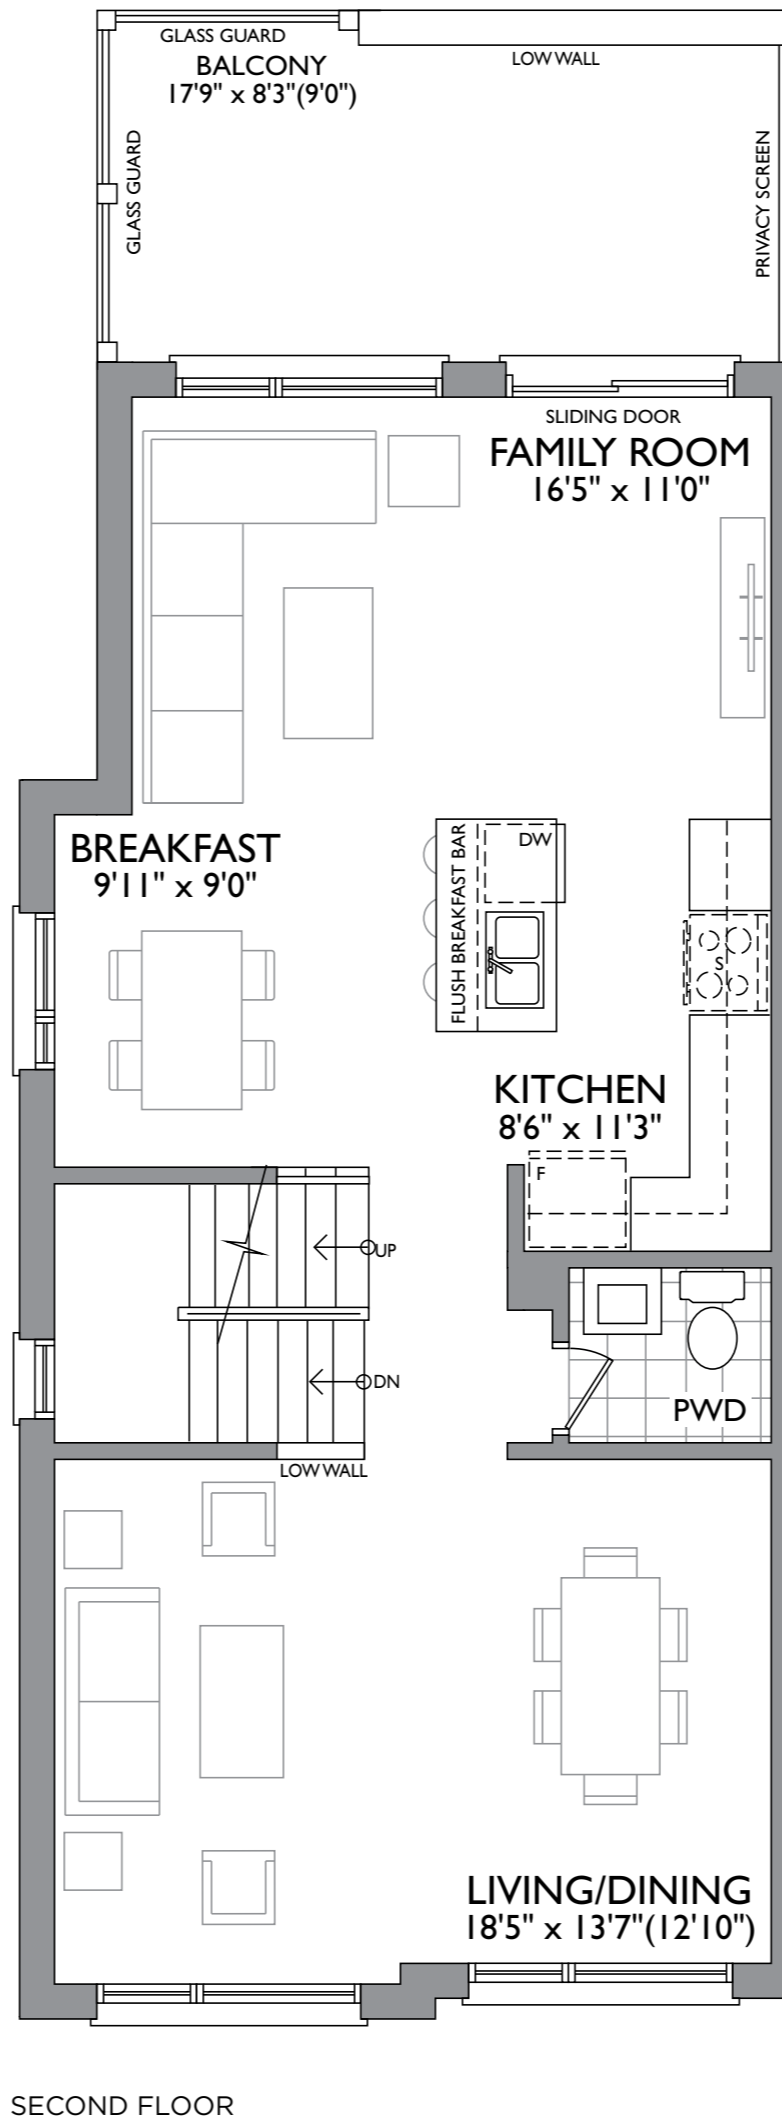 GLASS GUARD
BALCONY
17'9" x 8'3"(9'0")
LOW WALL
GLASS GUARD
PRIVACY SCREEN
SLIDING DOOR
FAMILY ROOM
16'5" x 11'0"
BREAKFAST
9'11" x 9'0"
FLUSH BREAKFAST BAR
DW
S
KITCHEN
8'6" x 11'3"
F
UP
DN
PWD
LOW WALL
LIVING/DINING
18'5" x 13'7"(12'10")
SECOND FLOOR